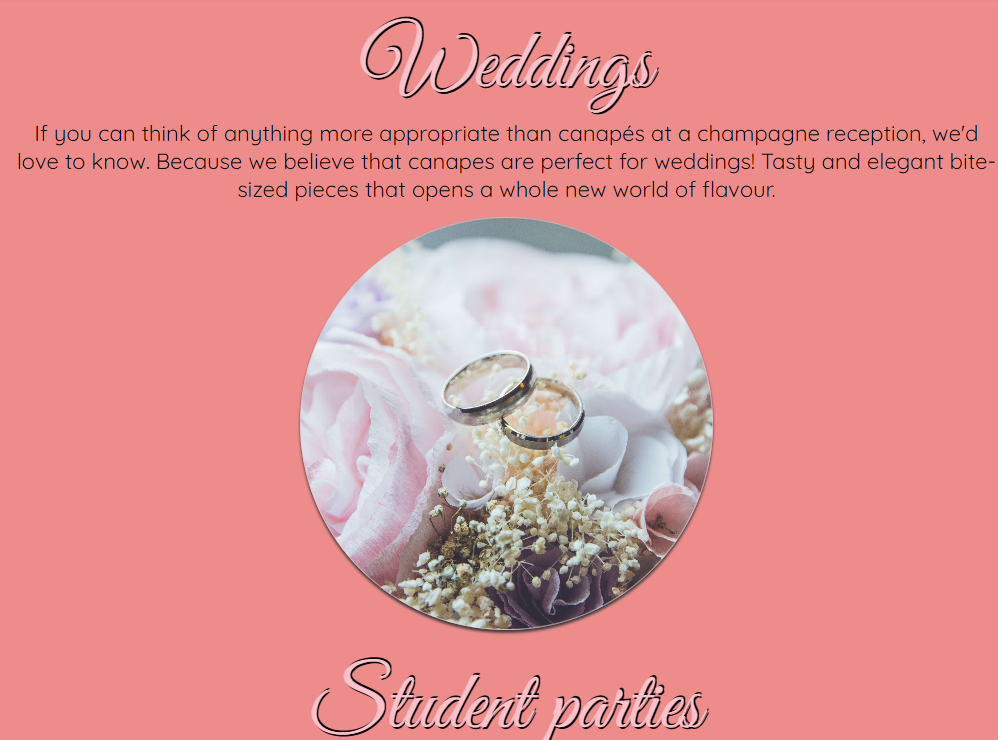 Weddings
If you can think of anything more appropriate than canapés at a champagne reception, we'd
love to know. Because we believe that canapes are perfect for weddings! Tasty and elegant bite-
sized pieces that opens a whole new world of flavour.
Student parties